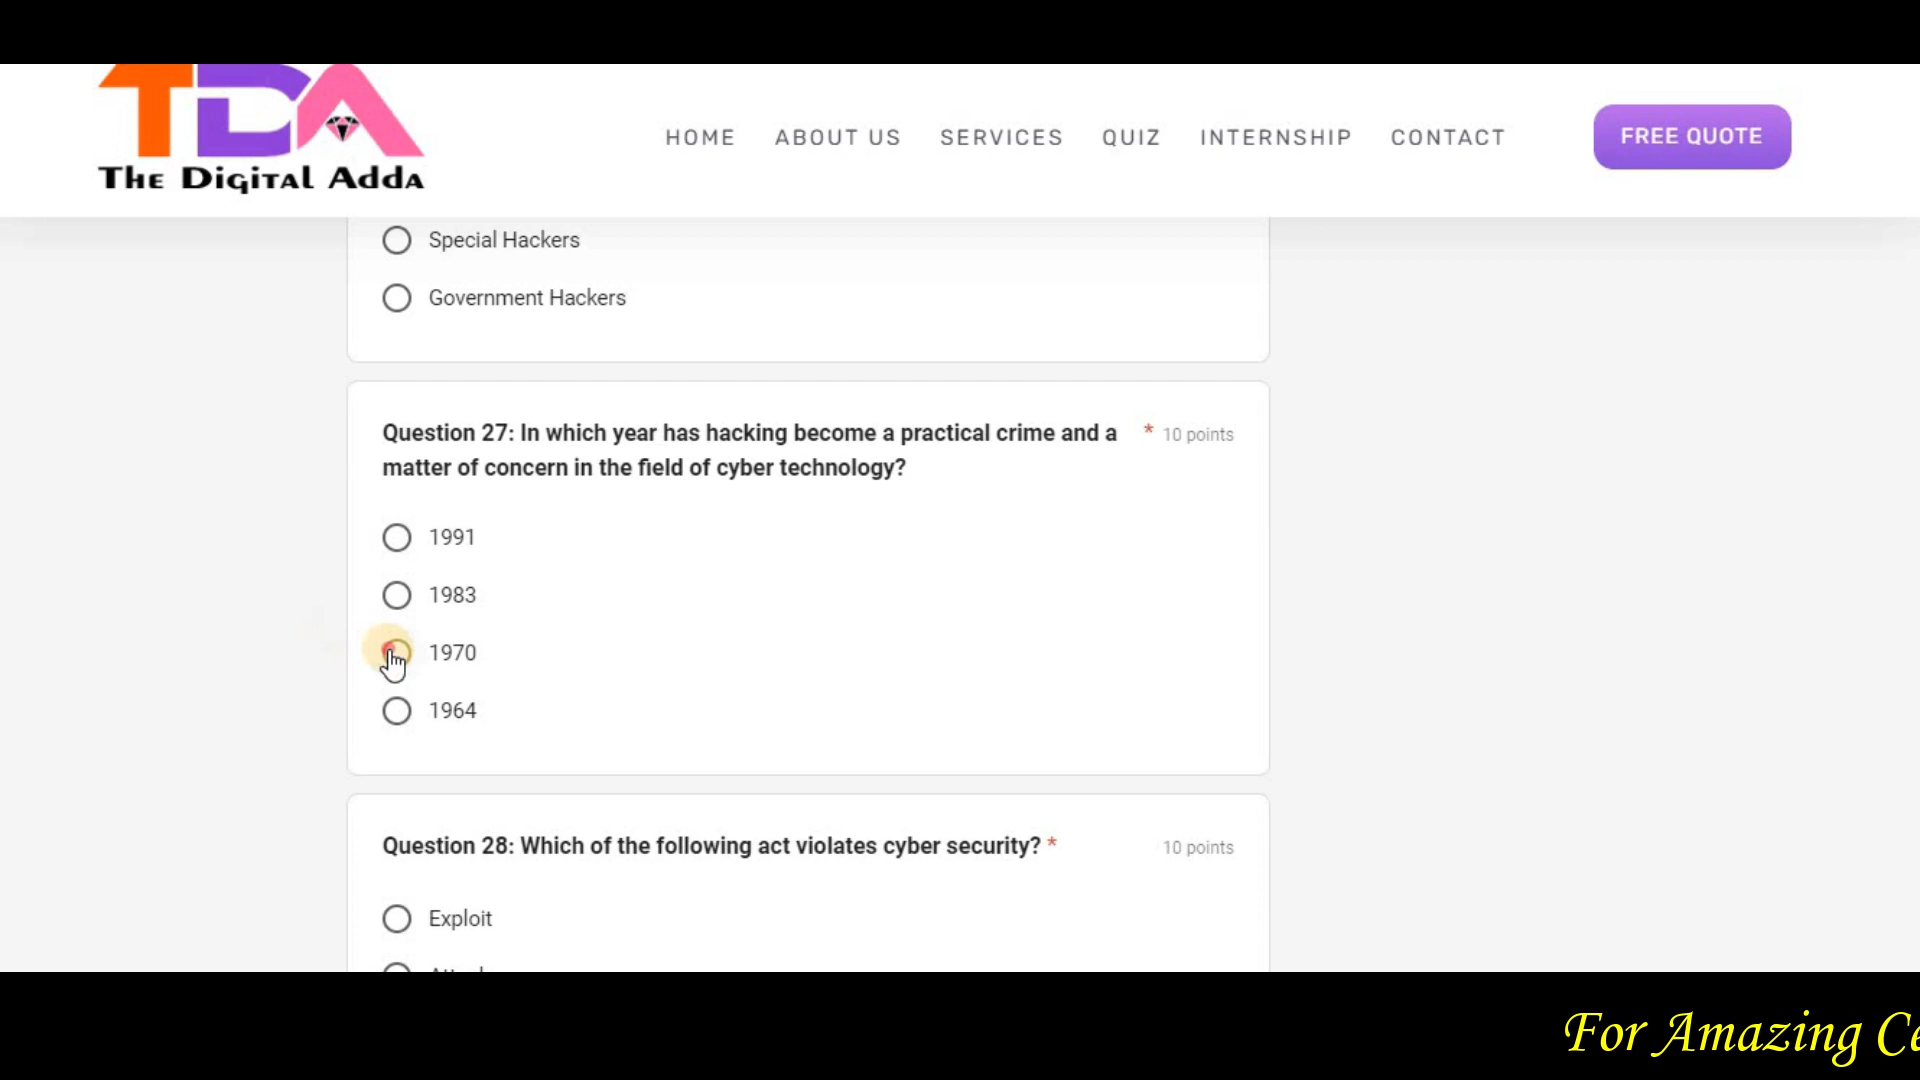 TDA
The Digital Adda
HOME ABOUT US SERVICES QUIZ INTERNSHIP CONTACT FREE QUOTE
Special Hackers
Government Hackers
Question 27: In which year has hacking become a practical crime and a * 10 points
matter of concern in the field of cyber technology?
1991
1983
1970
1964
Question 28: Which of the following act violates cyber security? * 10 points
Exploit
For Amazing